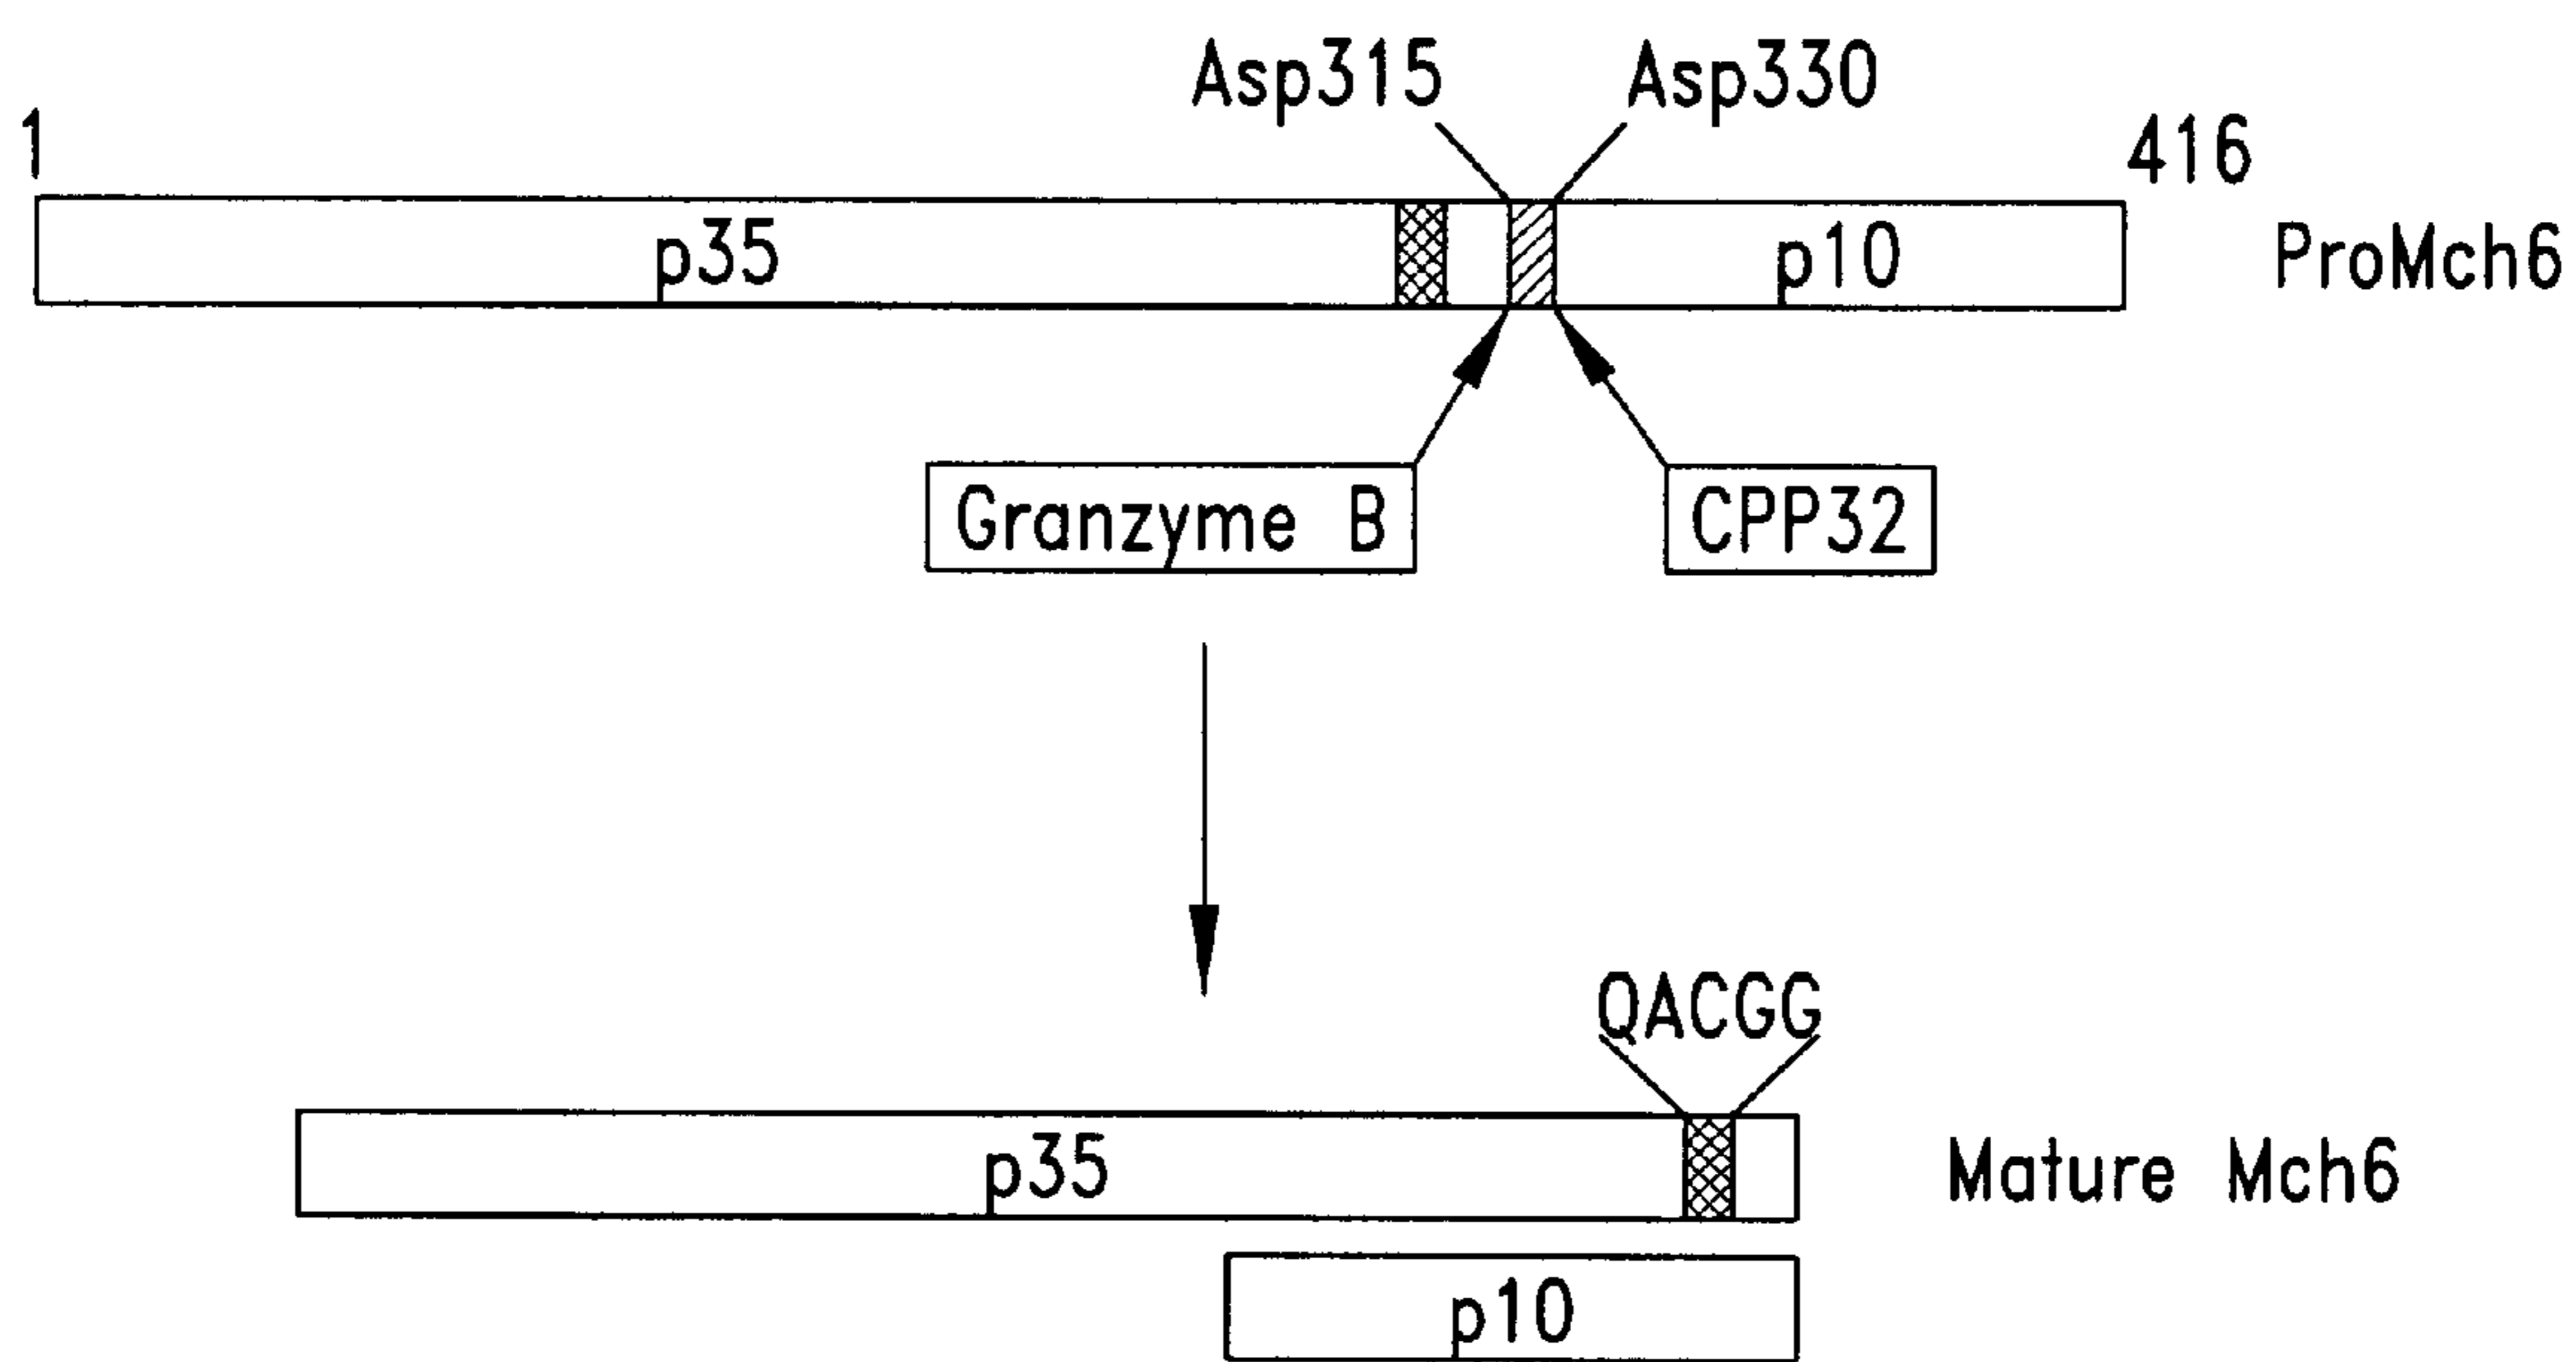 Asp315 Asp330
1 416
p35 p10 ProMch6
Granzyme B CPP32
QACGG
p35 Mature Mch6
p10